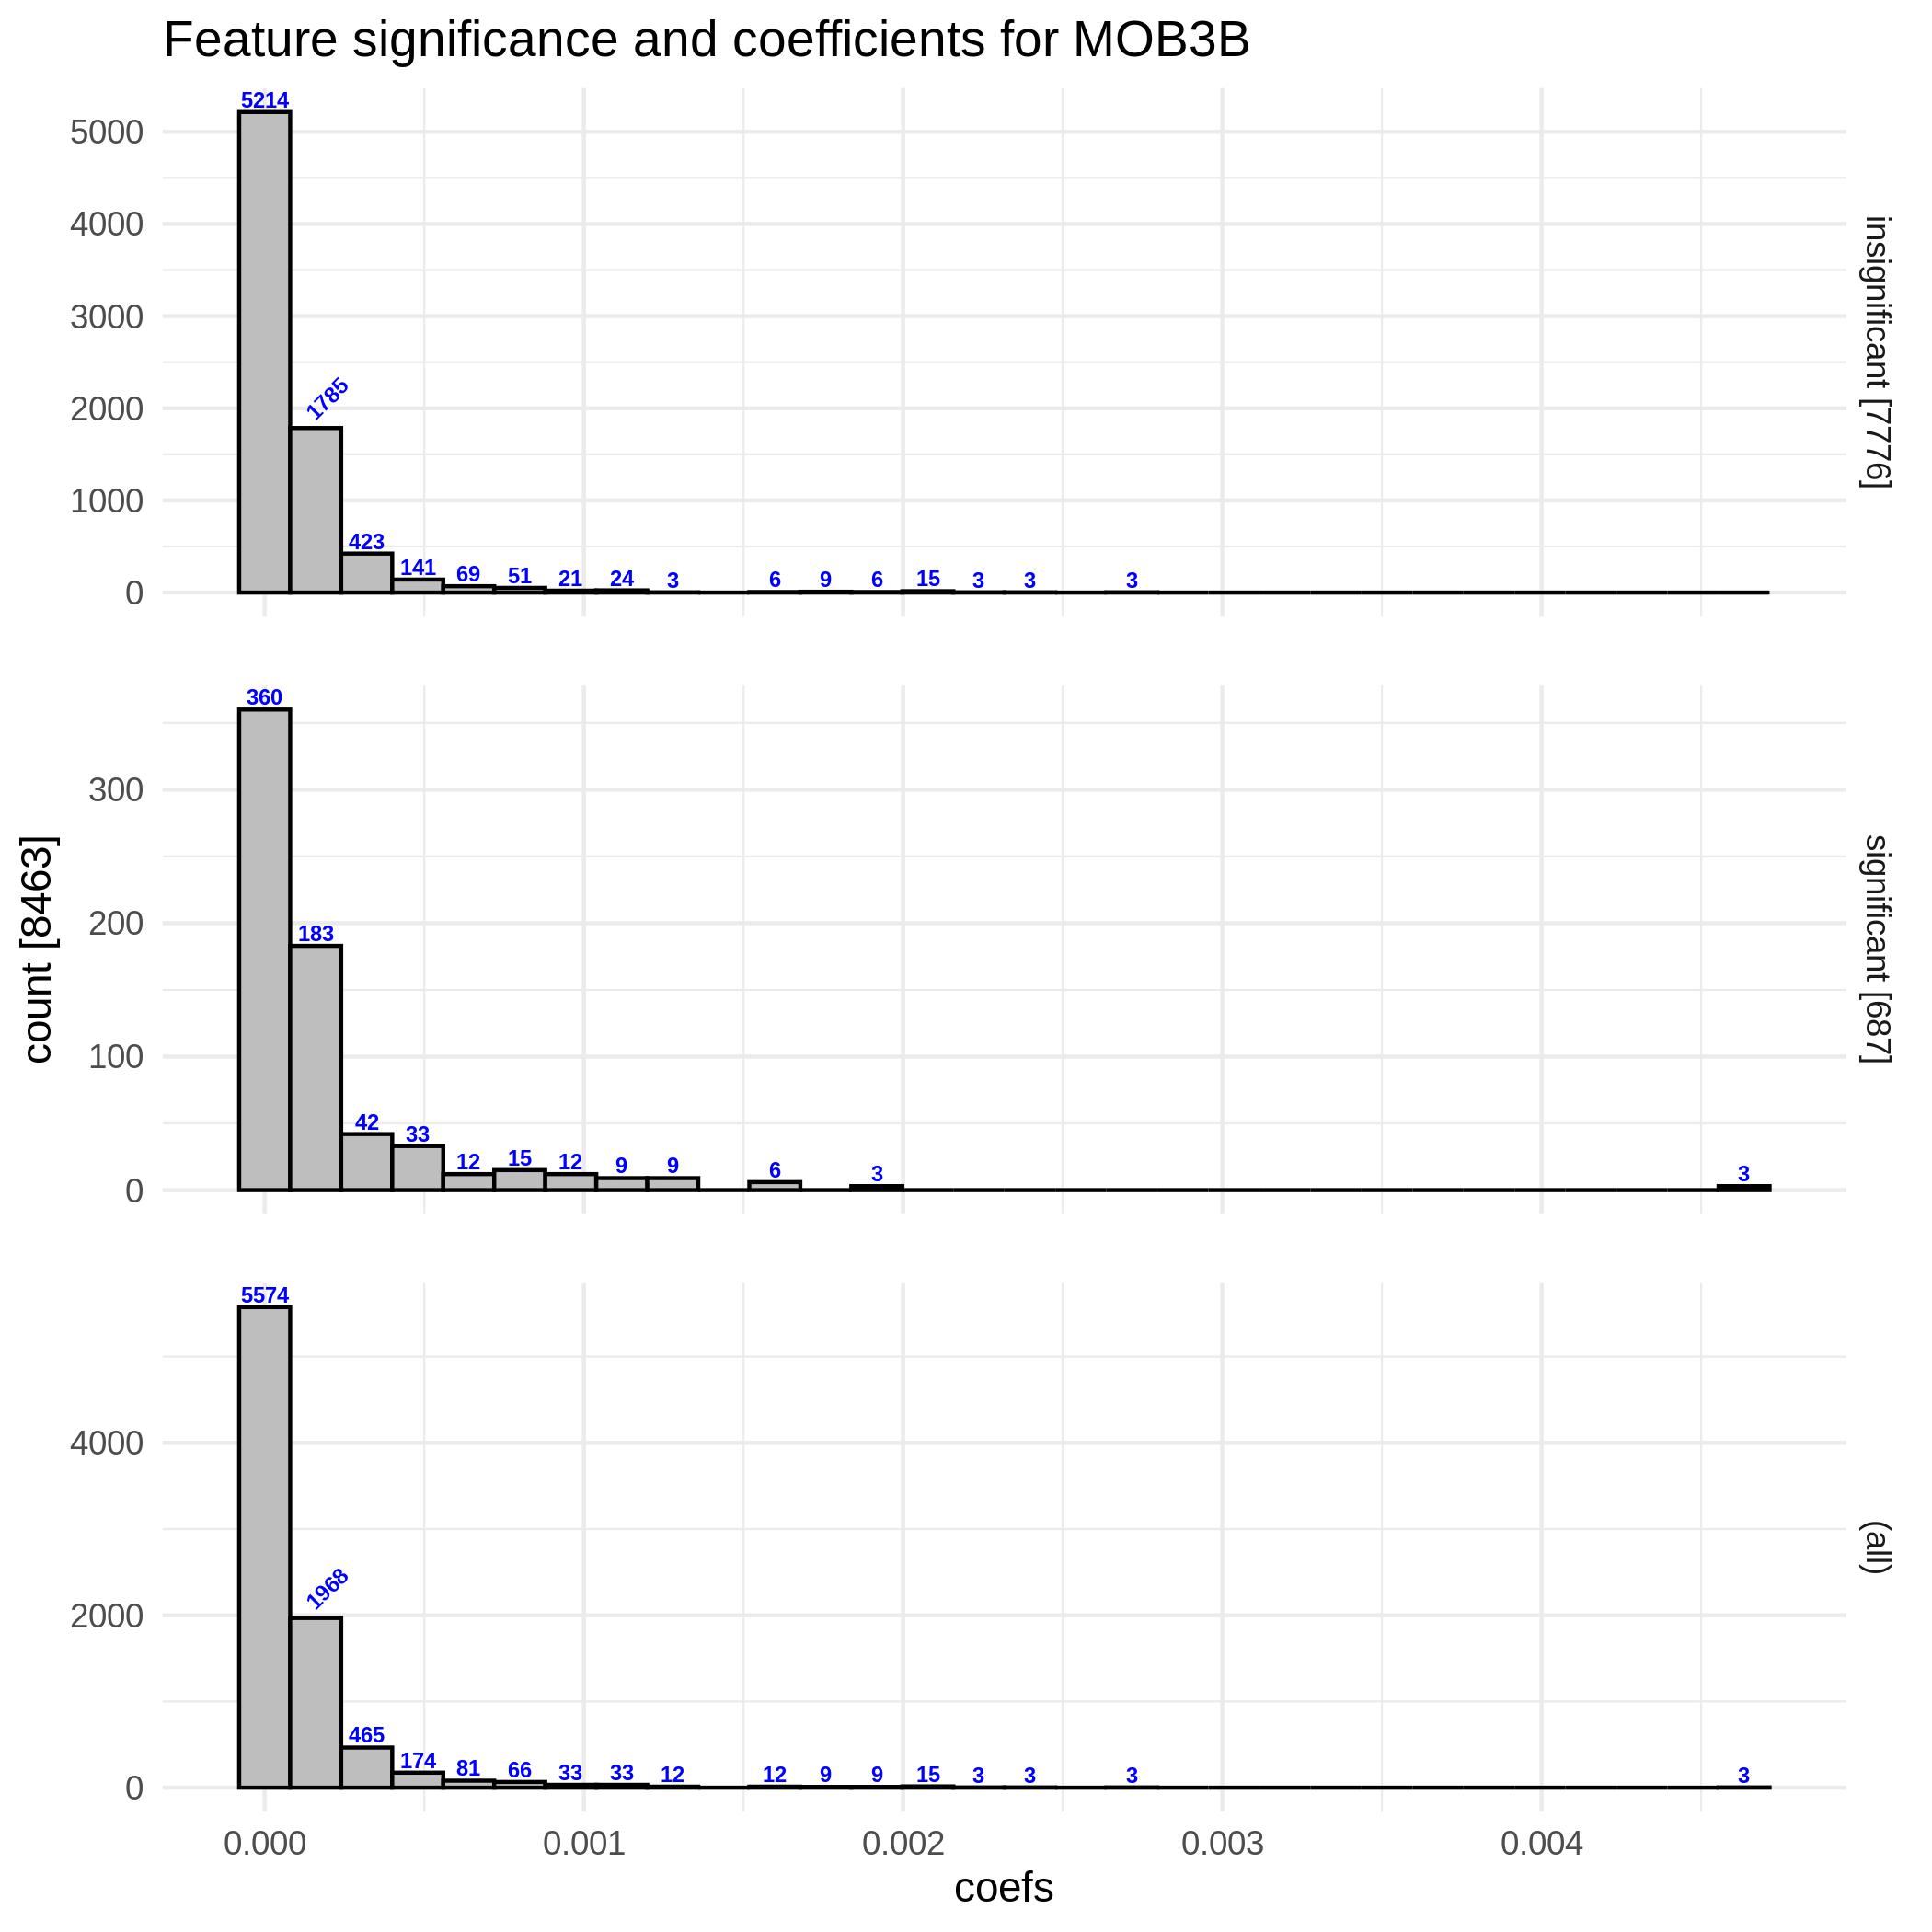 Feature significance and coefficients for MOB3B
5214
5000
4000
3000
2000
1000
0
1785
423
141 69 51 21 24 3 6 9 6 15 3 3 3
insignificant [7776]
360
300
200
100
0
183
42
33
12 15 12 9 9 6 3 3
significant [687]
count [8463]
5574
4000
2000
0
1968
465
174 81 66 33 33 12 12 9 9 15 3 3 3 3
(all)
0.000 0.001 0.002 0.003 0.004
coefs